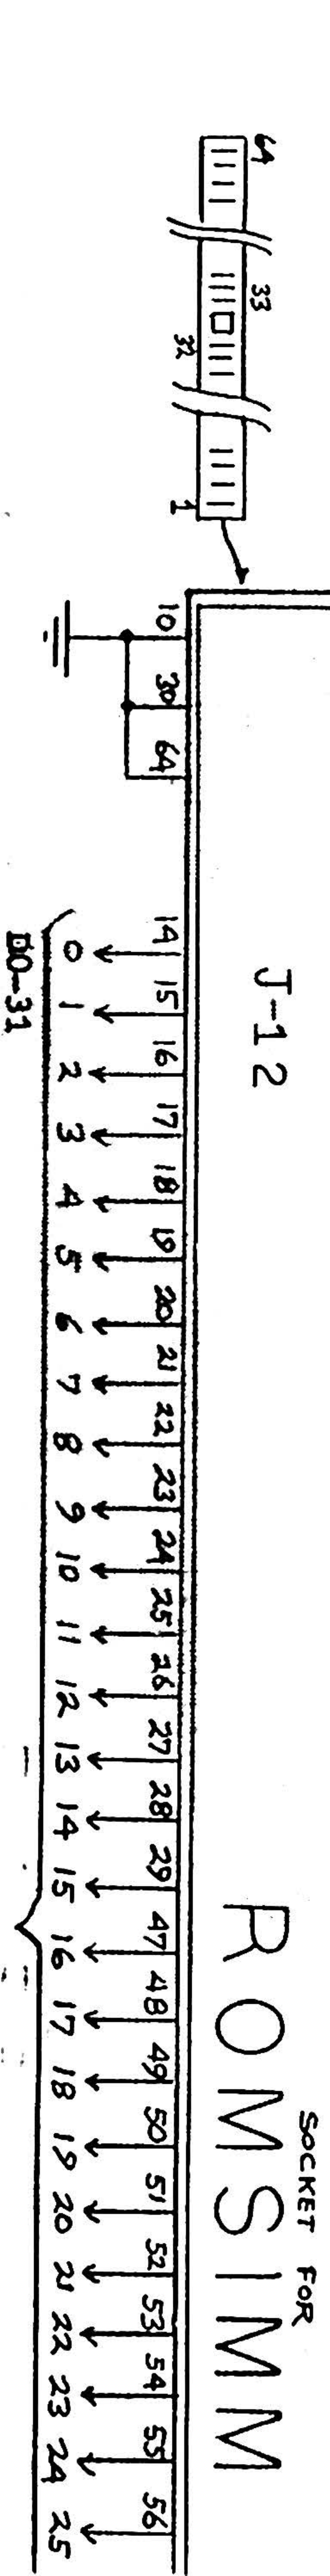 SOCKET FOR
ROMSIMM
J-12
64 33
32 1
10 30 64 14 15 16 17 18 19 20 21 22 23 24 25 26 27 28 29 47 48 49 50 51 52 53 54 55 56
0 1 2 3 4 5 6 7 8 9 10 11 12 13 14 15 16 17 18 19 20 21 22 23 24 25
D0-31